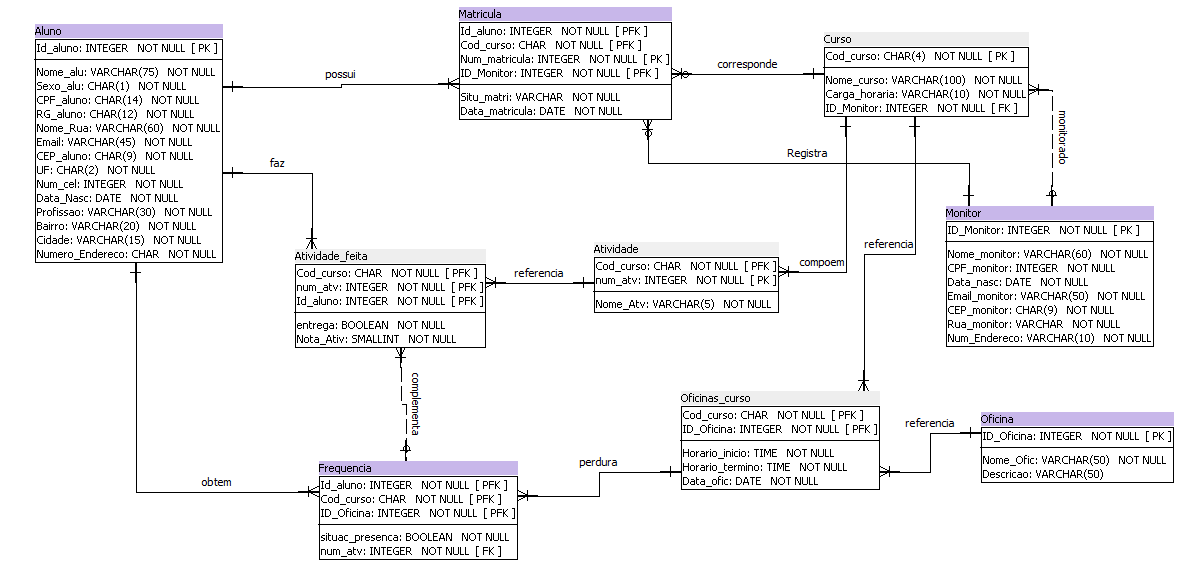 Aluno
Id_aluno: INTEGER NOT NULL [ PK ]
Nome_alu: VARCHAR(75) NOT NULL
Sexo_alu: CHAR(1) NOT NULL
CPF_aluno: CHAR(14) NOT NULL
RG_aluno: CHAR(12) NOT NULL
Nome_Rua: VARCHAR(60) NOT NULL
Email: VARCHAR(45) NOT NULL
CEP_aluno: CHAR(9) NOT NULL
UF: CHAR(2) NOT NULL
Num_cel: INTEGER NOT NULL
Data_Nasc: DATE NOT NULL
Profissao: VARCHAR(30) NOT NULL
Bairro: VARCHAR(20) NOT NULL
Cidade: VARCHAR(15) NOT NULL
Numero_Endereco: CHAR NOT NULL
possui
Matricula
Id_aluno: INTEGER NOT NULL [ PFK ]
Cod_curso: CHAR NOT NULL [ PFK ]
Num_matricula: INTEGER NOT NULL [ PK ]
ID_Monitor: INTEGER NOT NULL [ PFK ]
Situ_matri: VARCHAR NOT NULL
Data_matricula: DATE NOT NULL
corresponde
Curso
Cod_curso: CHAR(4) NOT NULL [ PK ]
Nome_curso: VARCHAR(100) NOT NULL
Carga_horaria: VARCHAR(10) NOT NULL
ID_Monitor: INTEGER NOT NULL [ FK ]
monitorado
Registra
faz
Monitor
ID_Monitor: INTEGER NOT NULL [ PK ]
Nome_monitor: VARCHAR(60) NOT NULL
CPF_monitor: INTEGER NOT NULL
Data_nasc: DATE NOT NULL
Email_monitor: VARCHAR(50) NOT NULL
CEP_monitor: CHAR(9) NOT NULL
Rua_monitor: VARCHAR NOT NULL
Num_Endereco: VARCHAR(10) NOT NULL
Atividade_feita
Cod_curso: CHAR NOT NULL [ PFK ]
num_atv: INTEGER NOT NULL [ PFK ]
Id_aluno: INTEGER NOT NULL [ PFK ]
entrega: BOOLEAN NOT NULL
Nota_Ativ: SMALLINT NOT NULL
referencia
Atividade
Cod_curso: CHAR NOT NULL [ PFK ]
num_atv: INTEGER NOT NULL [ PK ]
Nome_Atv: VARCHAR(5) NOT NULL
compoem
referencia
complementa
Oficinas_curso
Cod_curso: CHAR NOT NULL [ PFK ]
ID_Oficina: INTEGER NOT NULL [ PFK ]
Horario_inicio: TIME NOT NULL
Horario_termino: TIME NOT NULL
Data_ofic: DATE NOT NULL
referencia
Oficina
ID_Oficina: INTEGER NOT NULL [ PK ]
Nome_Ofic: VARCHAR(50) NOT NULL
Descricao: VARCHAR(50)
perdura
obtem
Frequencia
Id_aluno: INTEGER NOT NULL [ PFK ]
Cod_curso: CHAR NOT NULL [ PFK ]
ID_Oficina: INTEGER NOT NULL [ PFK ]
situac_presenca: BOOLEAN NOT NULL
num_atv: INTEGER NOT NULL [ FK ]